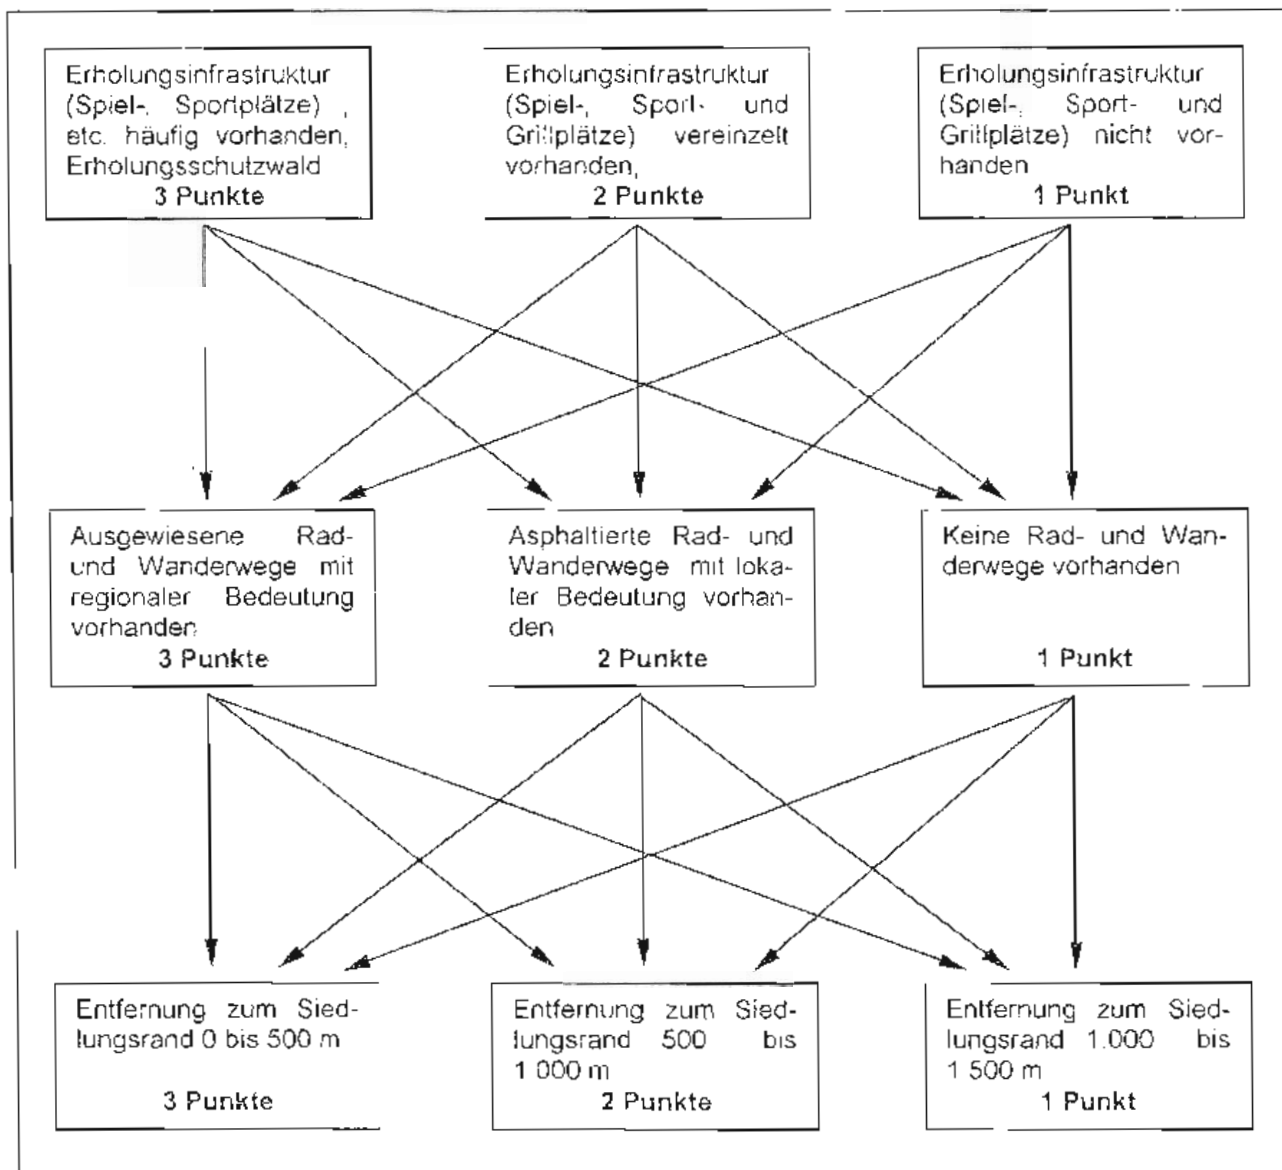 Erholungsinfrastruktur
(Spiel-, Sportplätze) ,
etc. häufig vorhanden,
Erholungsschutzwald
3 Punkte
Erholungsinfrastruktur
(Spiel-, Sport- und
Grillplätze) vereinzelt
vorhanden,
2 Punkte
Erholungsinfrastruktur
(Spiel-, Sport- und
Grillplätze) nicht vor-
handen
1 Punkt
Ausgewiesene Rad-
und Wanderwege mit
regionaler Bedeutung
vorhanden
3 Punkte
Asphaltierte Rad- und
Wanderwege mit loka-
ler Bedeutung vorhan-
den
2 Punkte
Keine Rad- und Wan-
derwege vorhanden
1 Punkt
Entfernung zum Sied-
lungsrand 0 bis 500 m
3 Punkte
Entfernung zum Sied-
lungsrand 500 bis
1 000 m
2 Punkte
Entfernung zum Sied-
lungsrand 1.000 bis
1 500 m
1 Punkt